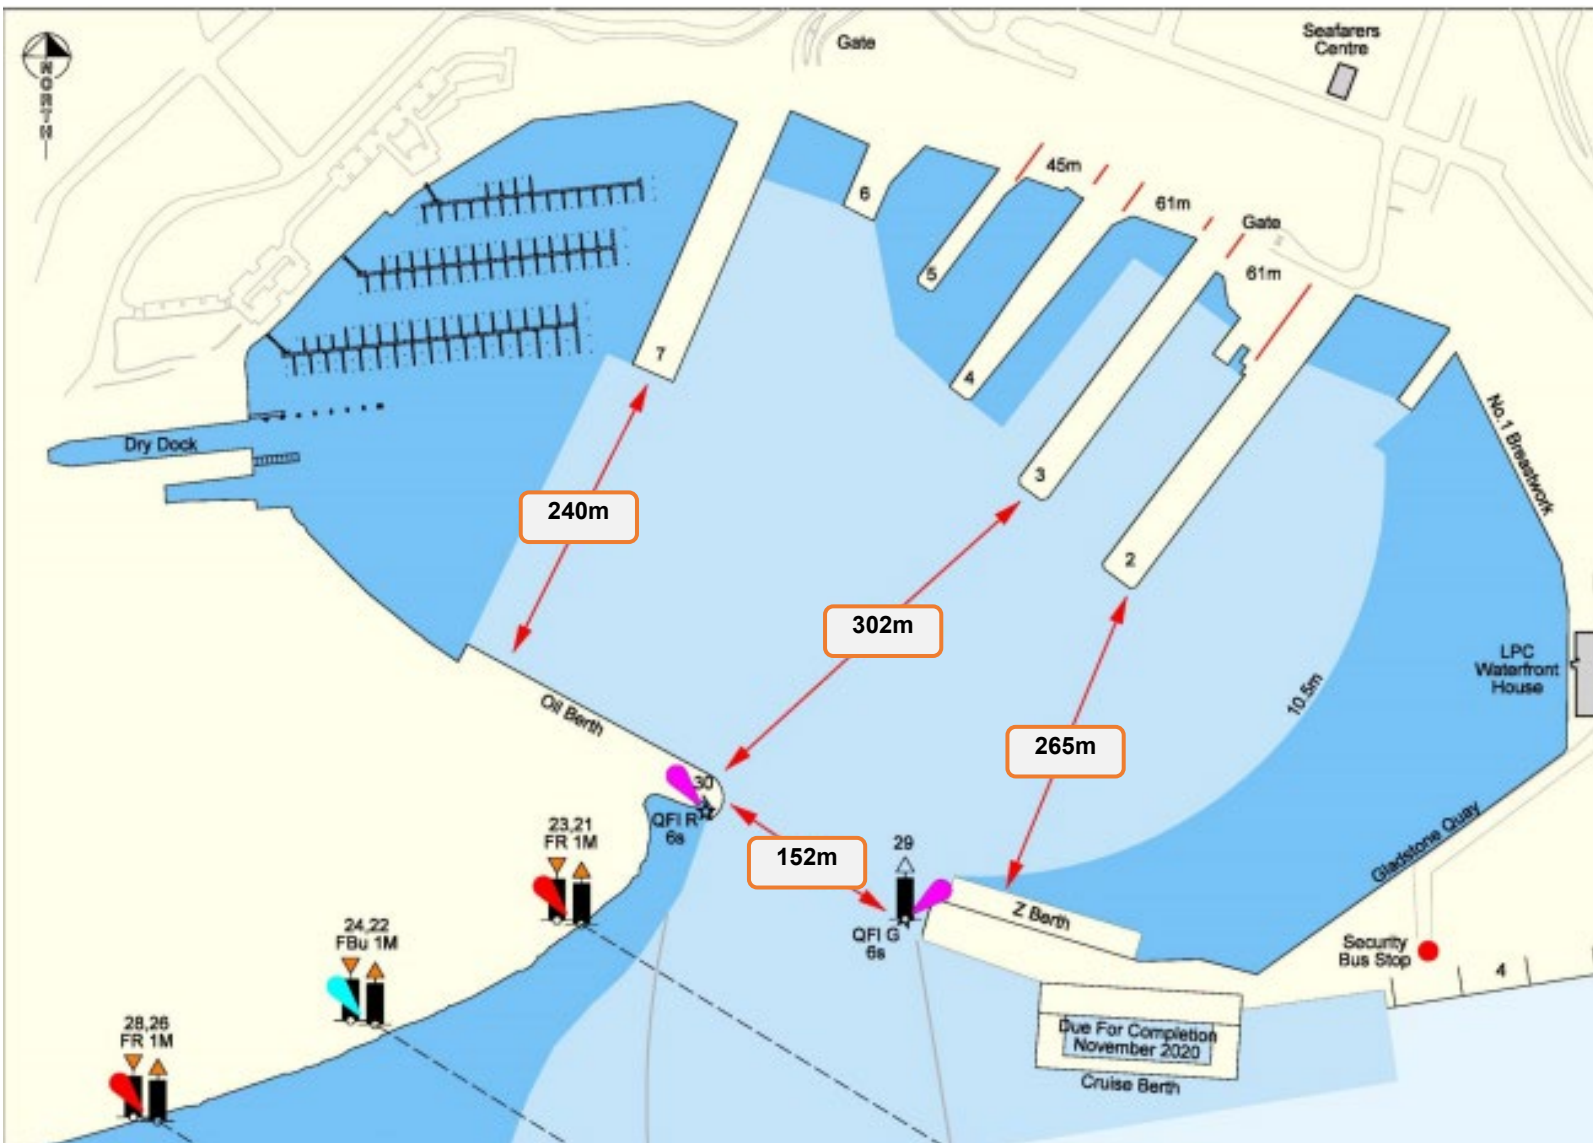 NORTH
Gate
Seafarers
Centre
45m
61m
Gate
61m
6
5
4
3
2
7
Dry Dock
No.1 Breastwork
240m
302m
265m
152m
10.5m
LPC
Waterfront
House
Oil Berth
30
QFI R
6s
23,21
FR 1M
29
QFI G
6s
Z Berth
Gladstone Quay
Security
Bus Stop
4
24,22
FBu 1M
28,26
FR 1M
Due For Completion
November 2020
Cruise Berth